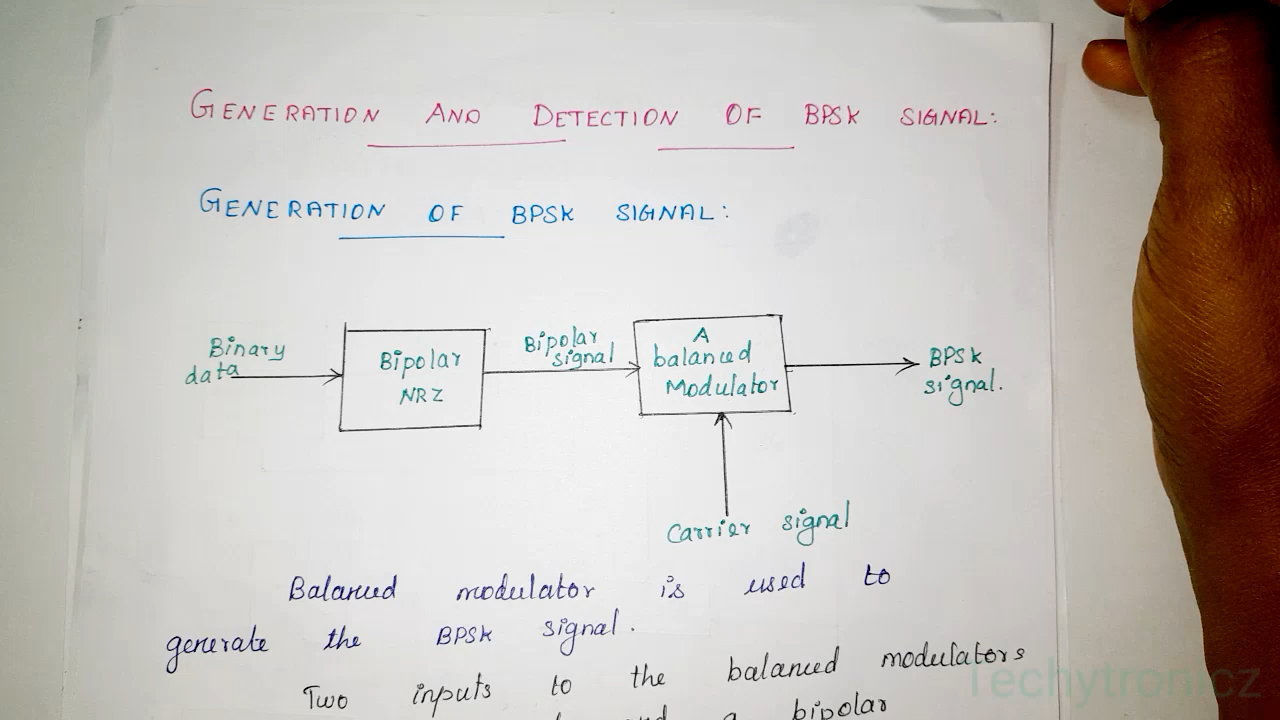 GENERATION AND DETECTION OF BPSK SIGNAL:
GENERATION OF BPSK SIGNAL:
Binary
data
Bipolar
NRZ
Bipolar
signal
A
balanced
Modulator
BPSK
signal.
Carrier signal
Balanced modulator is used to
generate the BPSK signal.
Two inputs to the balanced modulators
a bipolar
Techytronicz